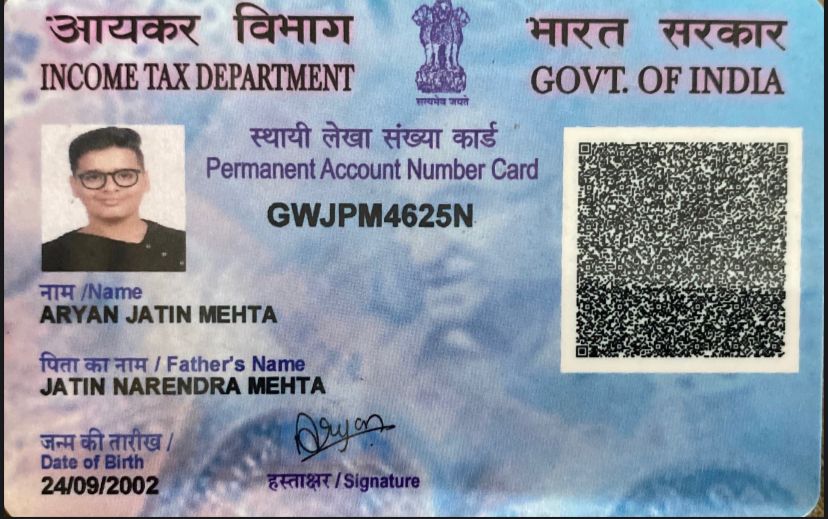 आयकर विभाग
INCOME TAX DEPARTMENT
सत्यमेव जयते
भारत सरकार
GOVT. OF INDIA
स्थायी लेखा संख्या कार्ड
Permanent Account Number Card
GWJPM4625N
नाम /Name
ARYAN JATIN MEHTA
पिता का नाम / Father's Name
JATIN NARENDRA MEHTA
जन्म की तारीख /
Date of Birth
24/09/2002
Aryan
हस्ताक्षर / Signature